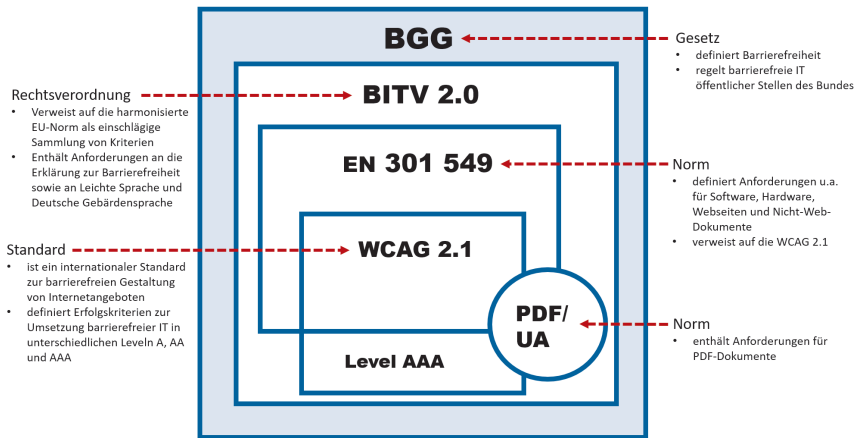 BGG
Gesetz
• definiert Barrierefreiheit
• regelt barrierefreie IT
öffentlicher Stellen des Bundes
Rechtsverordnung
• Verweist auf die harmonisierte
EU-Norm als einschlägige
Sammlung von Kriterien
• Enthält Anforderungen an die
Erklärung zur Barrierefreiheit
sowie an Leichte Sprache und
Deutsche Gebärdensprache
BITV 2.0
EN 301 549
Norm
• definiert Anforderungen u.a.
für Software, Hardware,
Webseiten und Nicht-Web-
Dokumente
• verweist auf die WCAG 2.1
Standard
• ist ein internationaler Standard
zur barrierefreien Gestaltung
von Internetangeboten
• definiert Erfolgskriterien zur
Umsetzung barrierefreier IT in
unterschiedlichen Leveln A, AA
und AAA
WCAG 2.1
PDF/
UA
Norm
• enthält Anforderungen für
PDF-Dokumente
Level AAA